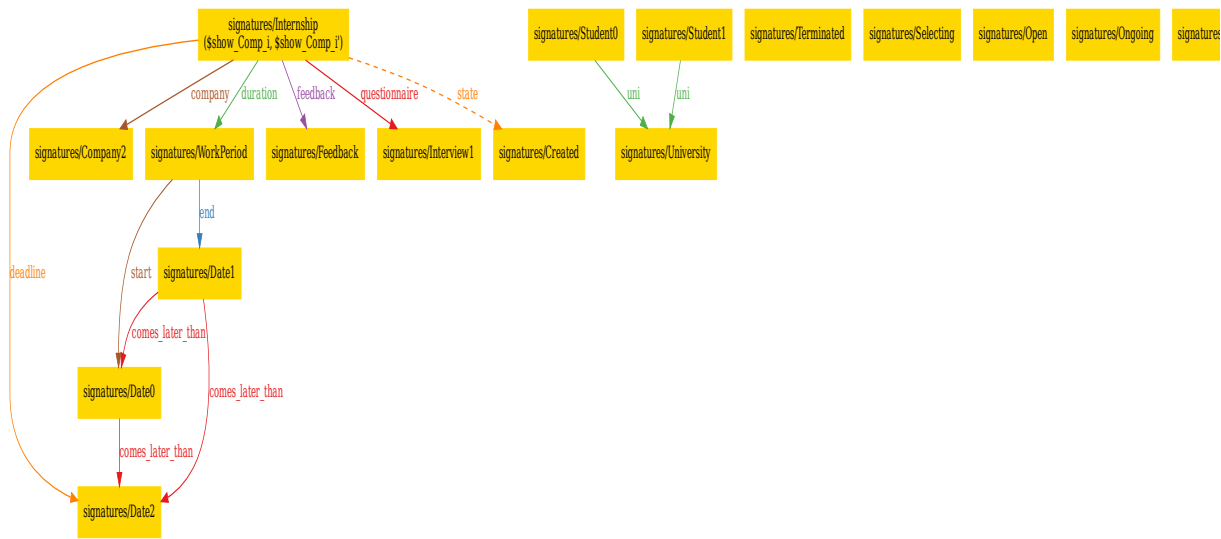 signatures/Internship
($show_Comp_i, $show_Comp_i')
signatures/Student0
signatures/Student1
signatures/Terminated
signatures/Selecting
signatures/Open
signatures/Ongoing
signatures
company
duration
feedback
questionnaire
state
uni
uni
signatures/Company2
signatures/WorkPeriod
signatures/Feedback
signatures/Interview1
signatures/Created
signatures/University
end
deadline
start
signatures/Date1
comes_later_than
signatures/Date0
comes_later_than
comes_later_than
signatures/Date2